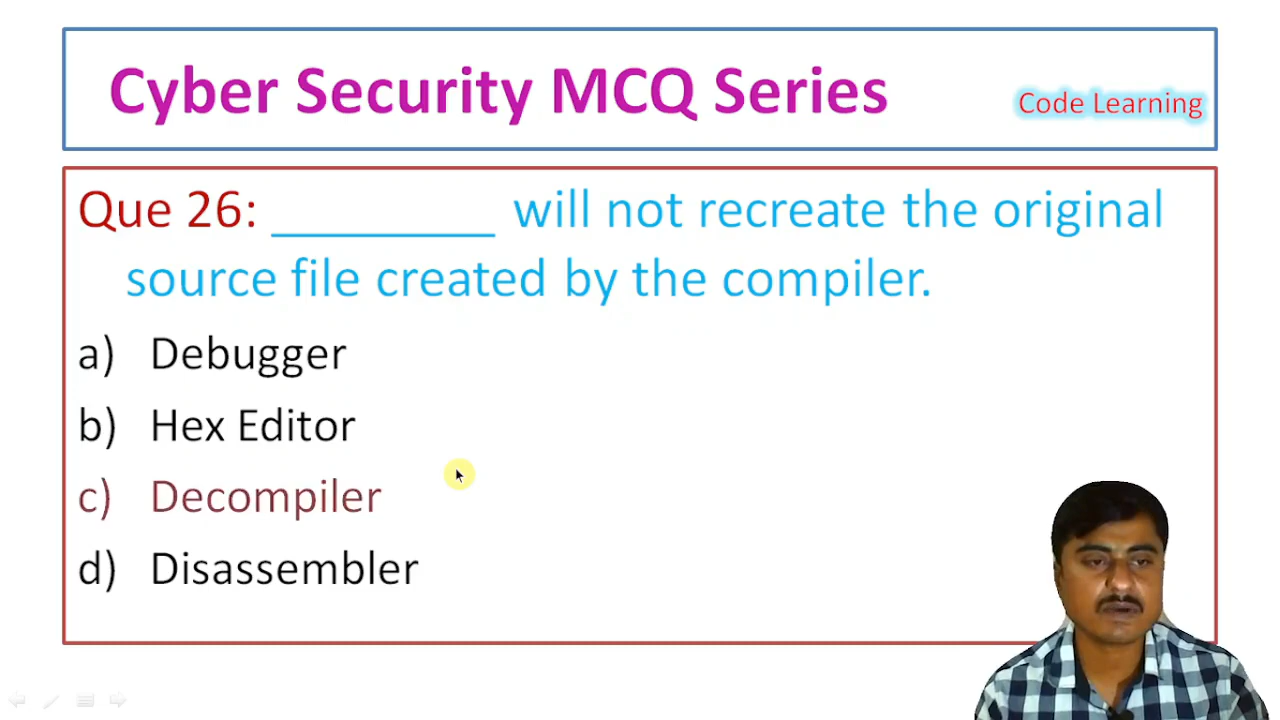 Cyber Security MCQ Series
Code Learning
Que 26: _________ will not recreate the original
source file created by the compiler.
a) Debugger
b) Hex Editor
c) Decompiler
d) Disassembler